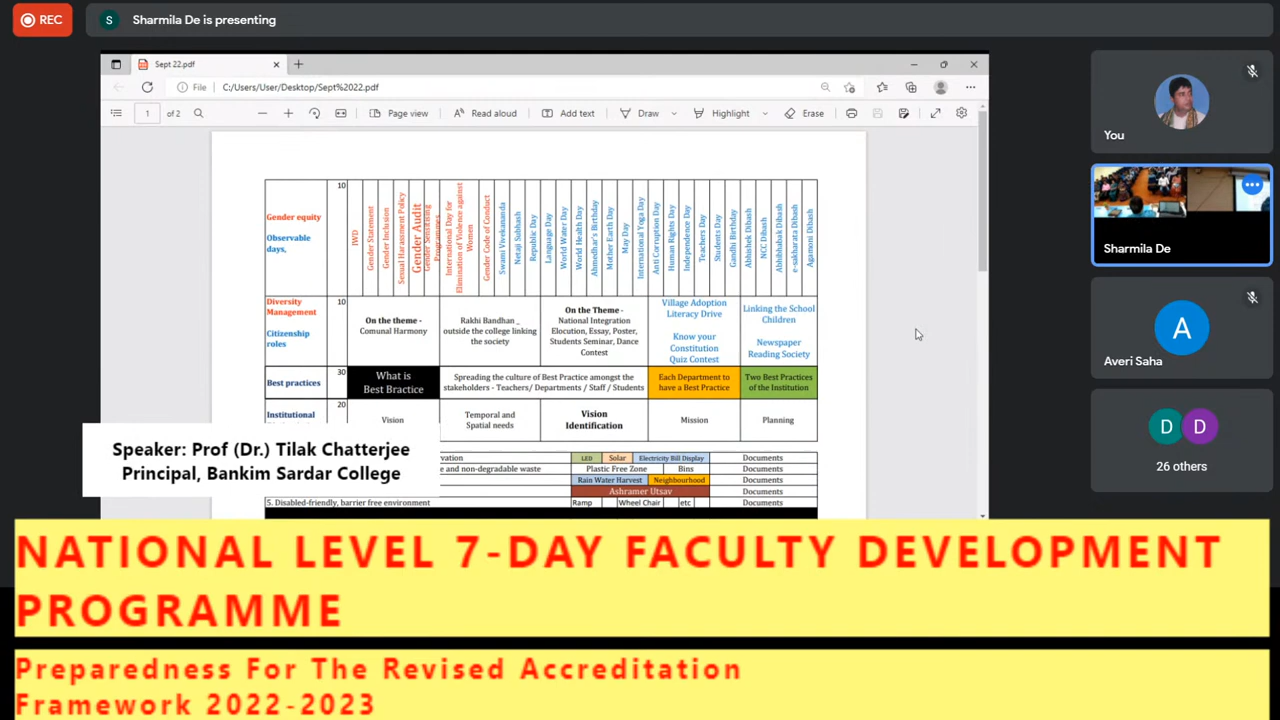 REC
S
Sharmila De is presenting
Sept 22.pdf
File
C:/Users/User/Desktop/Sept%2022.pdf
1
of 2
Page view
Read aloud
Add text
Draw
Highlight
Erase
Gender equity
Observable
days,
10
IWD
Gender Statement
Gender Inclusion
Sexual Harassment Policy
Gender Audit
Gender Sensitising
Programmes
International Day for
Elimination of Violence against
Women
Gender Code of Conduct
Swami Vivekananda
Netaji Subhash
Republic Day
Language Day
World Water Day
World Health Day
Ahmedhar's Birthday
Mother Earth Day
May Day
International Yoga Day
Anti Corruption Day
Human Rights Day
Independence Day
Teachers Day
Students Day
Gandhi Birthday
Abhishek Dibash
NCC Dibash
Abhibhabak Dibash
e-sakharata Dibash
Agamoni Dibash
Diversity
Management
Citizenship
roles
10
On the theme -
Comunal Harmony
Rakhi Bandhan _
outside the college linking
the society
On the Theme -
National Integration
Elocution, Essay, Poster,
Students Seminar, Dance
Contest
Village Adoption
Literacy Drive
Know your
Constitution
Quiz Contest
Linking the School
Children
Newspaper
Reading Society
Best practices
30
What is
Best Bractice
Spreading the culture of Best Practice amongst the
stakeholders - Teachers/ Departments / Staff / Students
Each Department to
have a Best Practice
Two Best Practices
of the Institution
Institutional
20
Vision
Temporal and
Spatial needs
Vision
Identification
Mission
Planning
LED
Solar
Electricity Bill Display
Documents
e and non-degradable waste
Plastic Free Zone
Bins
Documents
Rain Water Harvest
Neighbourhood
Documents
Ashramer Utsav
Documents
5. Disabled-friendly, barrier free environment
Ramp
Wheel Chair
etc
Documents
Speaker: Prof (Dr.) Tilak Chatterjee
Principal, Bankim Sardar College
You
Sharmila De
A
Averi Saha
D
D
26 others
NATIONAL LEVEL 7-DAY FACULTY DEVELOPMENT
PROGRAMME
Preparedness For The Revised Accreditation
Framework 2022-2023